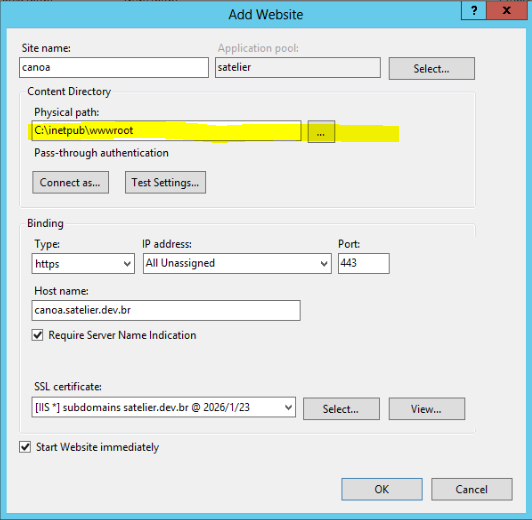 Add Website
?
x
Site name:
Application pool:
canoa
satelier
Select...
Content Directory
Physical path:
C:\inetpub\wwwroot
...
Pass-through authentication
Connect as...
Test Settings...
Binding
Type:
IP address:
Port:
https
All Unassigned
443
Host name:
canoa.satelier.dev.br
Require Server Name Indication
SSL certificate:
[IIS *] subdomains satelier.dev.br @ 2026/1/23
Select...
View...
Start Website immediately
OK
Cancel